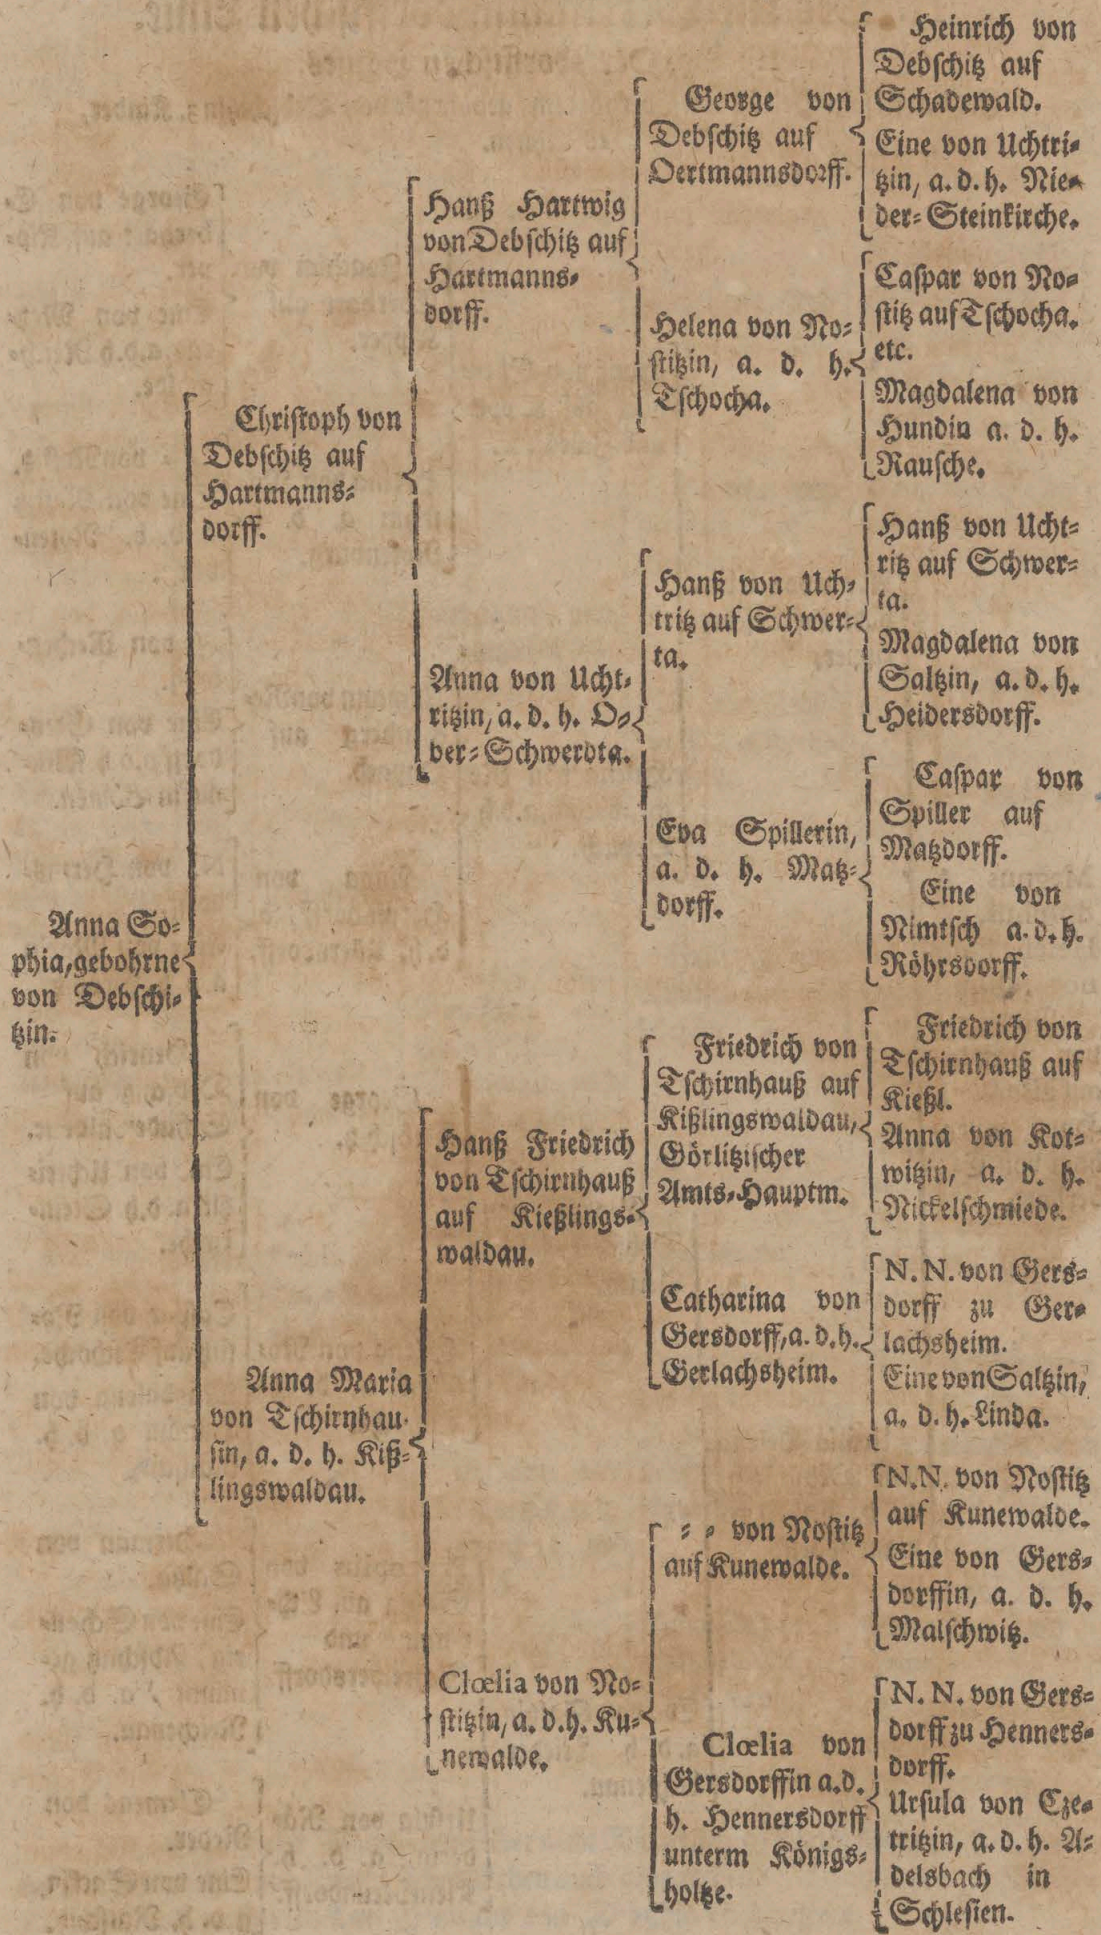 Anna So-
phia, gebohrne
von Debschi-
tzin.
Christoph von
Debschitz auf
Hartmanns-
dorff.
Anna Maria
von Tschirnhau-
sin, a. d. h. Kiß-
lingswaldau.
Hanß Hartwig
von Debschitz auf
Hartmanns-
dorff.
Anna von Ucht-
ritzin, a. d. h. O-
ber-Schwerdta.
Hanß Friedrich
von Tschirnhauß
auf Kießlings-
waldau.
Clœlia von No-
stitzin, a. d. h. Ku-
newalde.
George von
Debschitz auf
Oertmannsdorff.
Helena von No-
stitzin, a. d. h.
Tschocha.
Hanß von Uch-
tritz auf Schwer-
ta.
Eva Spillerin,
a. d. h. Matz-
dorff.
Friedrich von
Tschirnhauß auf
Kißlingswaldau,
Görlitzischer
Amts-Hauptm.
Catharina von
Gersdorff, a. d. h.
Gerlachsheim.
- - von Nostitz
auf Kunewalde.
Clœlia von
Gersdorffin a. d.
h. Hennersdorff
unterm Königs-
holtze.
Heinrich von
Debschitz auf
Schadewald.
Eine von Uchtri-
tzin, a. d. h. Nie-
der-Steinkirche.
Caspar von No-
stitz auf Tschocha.
etc.
Magdalena von
Hundin a. d. h.
Rausche.
Hanß von Ucht-
ritz auf Schwer-
ta.
Magdalena von
Saltzin, a. d. h.
Heidersdorff.
Caspar von
Spiller auf
Matzdorff.
Eine von
Nimtsch a. d. h.
Röhrsdorff.
Friedrich von
Tschirnhauß auf
Kießl.
Anna von Kot-
witzin, a. d. h.
Nickelschmiede.
N. N. von Gers-
dorff zu Ger-
lachsheim.
Eine von Saltzin,
a. d. h. Linda.
N. N. von Nostitz
auf Kunewalde.
Eine von Gers-
dorffin, a. d. h.
Malschwitz.
N. N. von Gers-
dorff zu Henners-
dorff.
Ursula von Cze-
tritzin, a. d. h. A-
delsbach in
Schlesien.